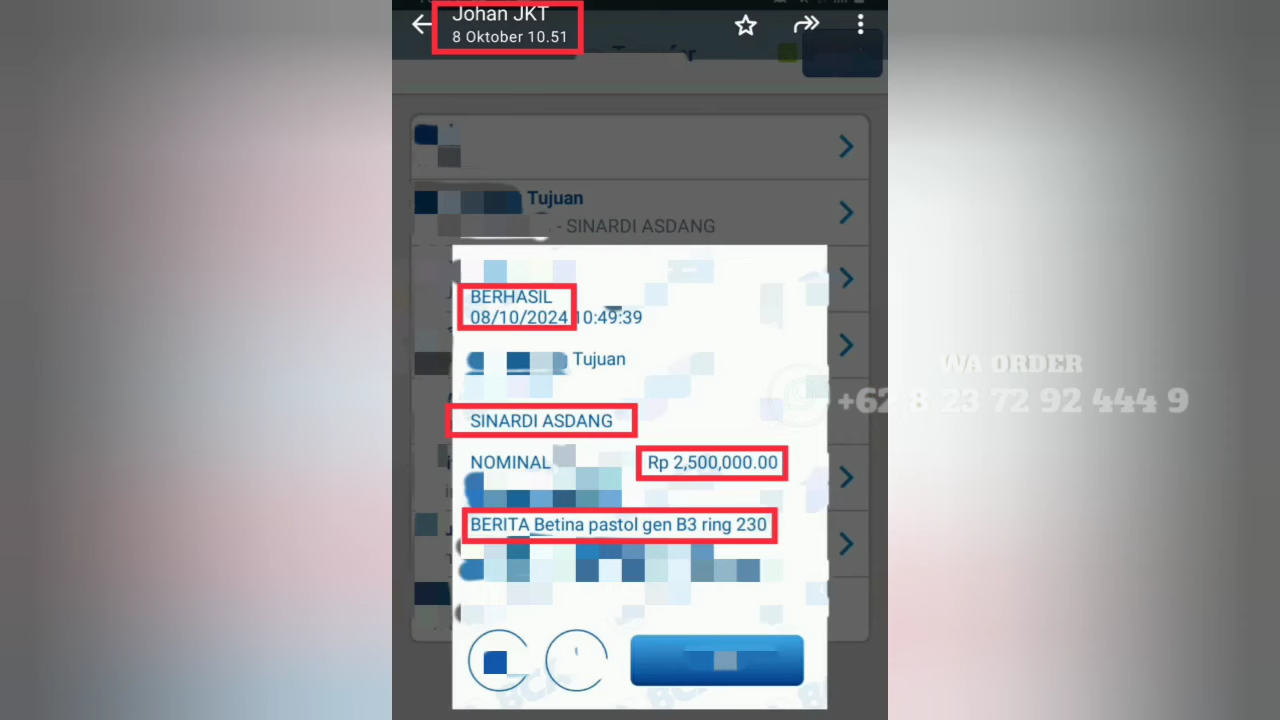 Johan JKT
8 Oktober 10.51
Tujuan
- SINARDI ASDANG
BERHASIL
08/10/2024 10:49:39
Tujuan
SINARDI ASDANG
NOMINAL Rp 2,500,000.00
BERITA Betina pastol gen B3 ring 230
WA ORDER
+62 8 23 72 92 444 9
BCA